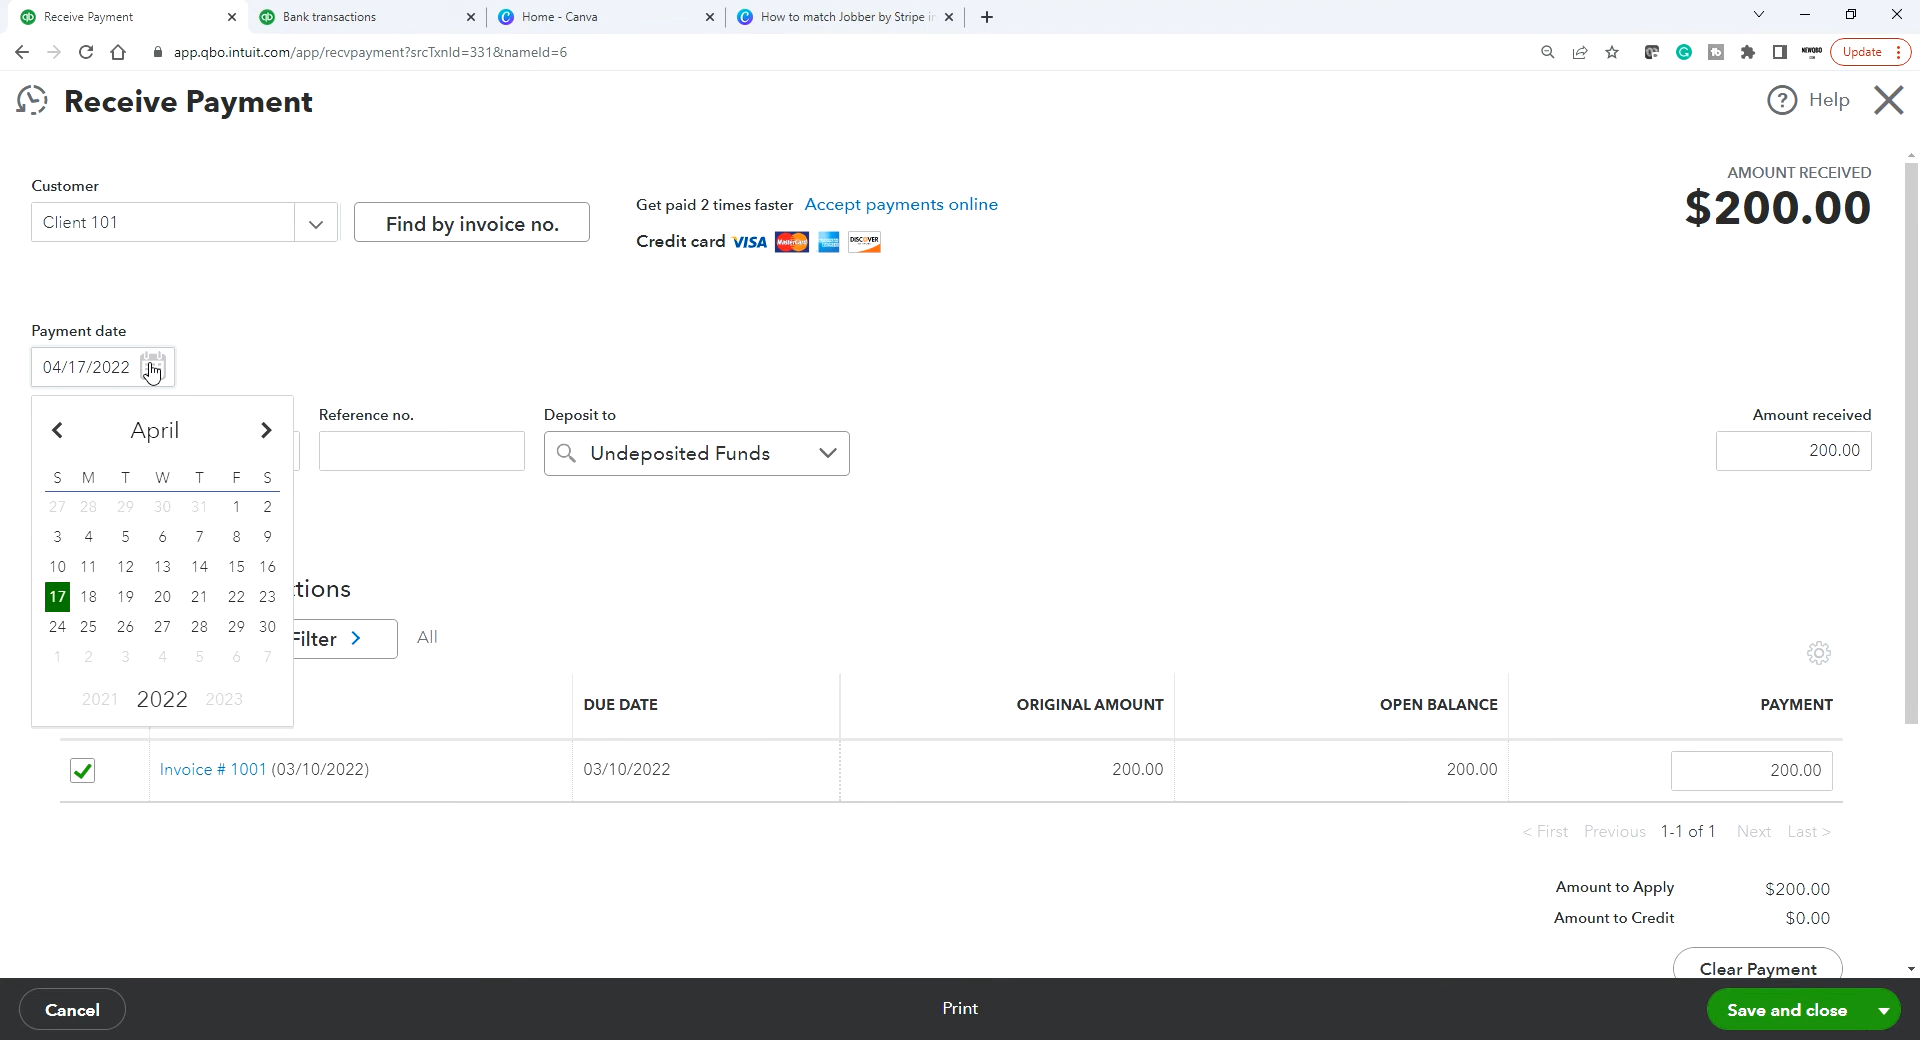 Receive Payment
Bank transactions
Home - Canva
How to match Jobber by Stripe in
app.qbo.intuit.com/app/recvpayment?srcTxnId=331&nameId=6
NEWQBO
Update
Receive Payment
Help
Customer
Client 101
Find by invoice no.
Get paid 2 times faster Accept payments online
Credit card VISA MasterCard DISCOVER
AMOUNT RECEIVED
$200.00
Payment date
04/17/2022
April
S M T W T F S
27 28 29 30 31 1 2
3 4 5 6 7 8 9
10 11 12 13 14 15 16
17 18 19 20 21 22 23
24 25 26 27 28 29 30
1 2 3 4 5 6 7
2021 2022 2023
Reference no.
Deposit to
Undeposited Funds
Amount received
200.00
tions
Filter > All
DUE DATE ORIGINAL AMOUNT OPEN BALANCE PAYMENT
Invoice # 1001 (03/10/2022) 03/10/2022 200.00 200.00 200.00
< First Previous 1-1 of 1 Next Last >
Amount to Apply $200.00
Amount to Credit $0.00
Clear Payment
Cancel
Print
Save and close